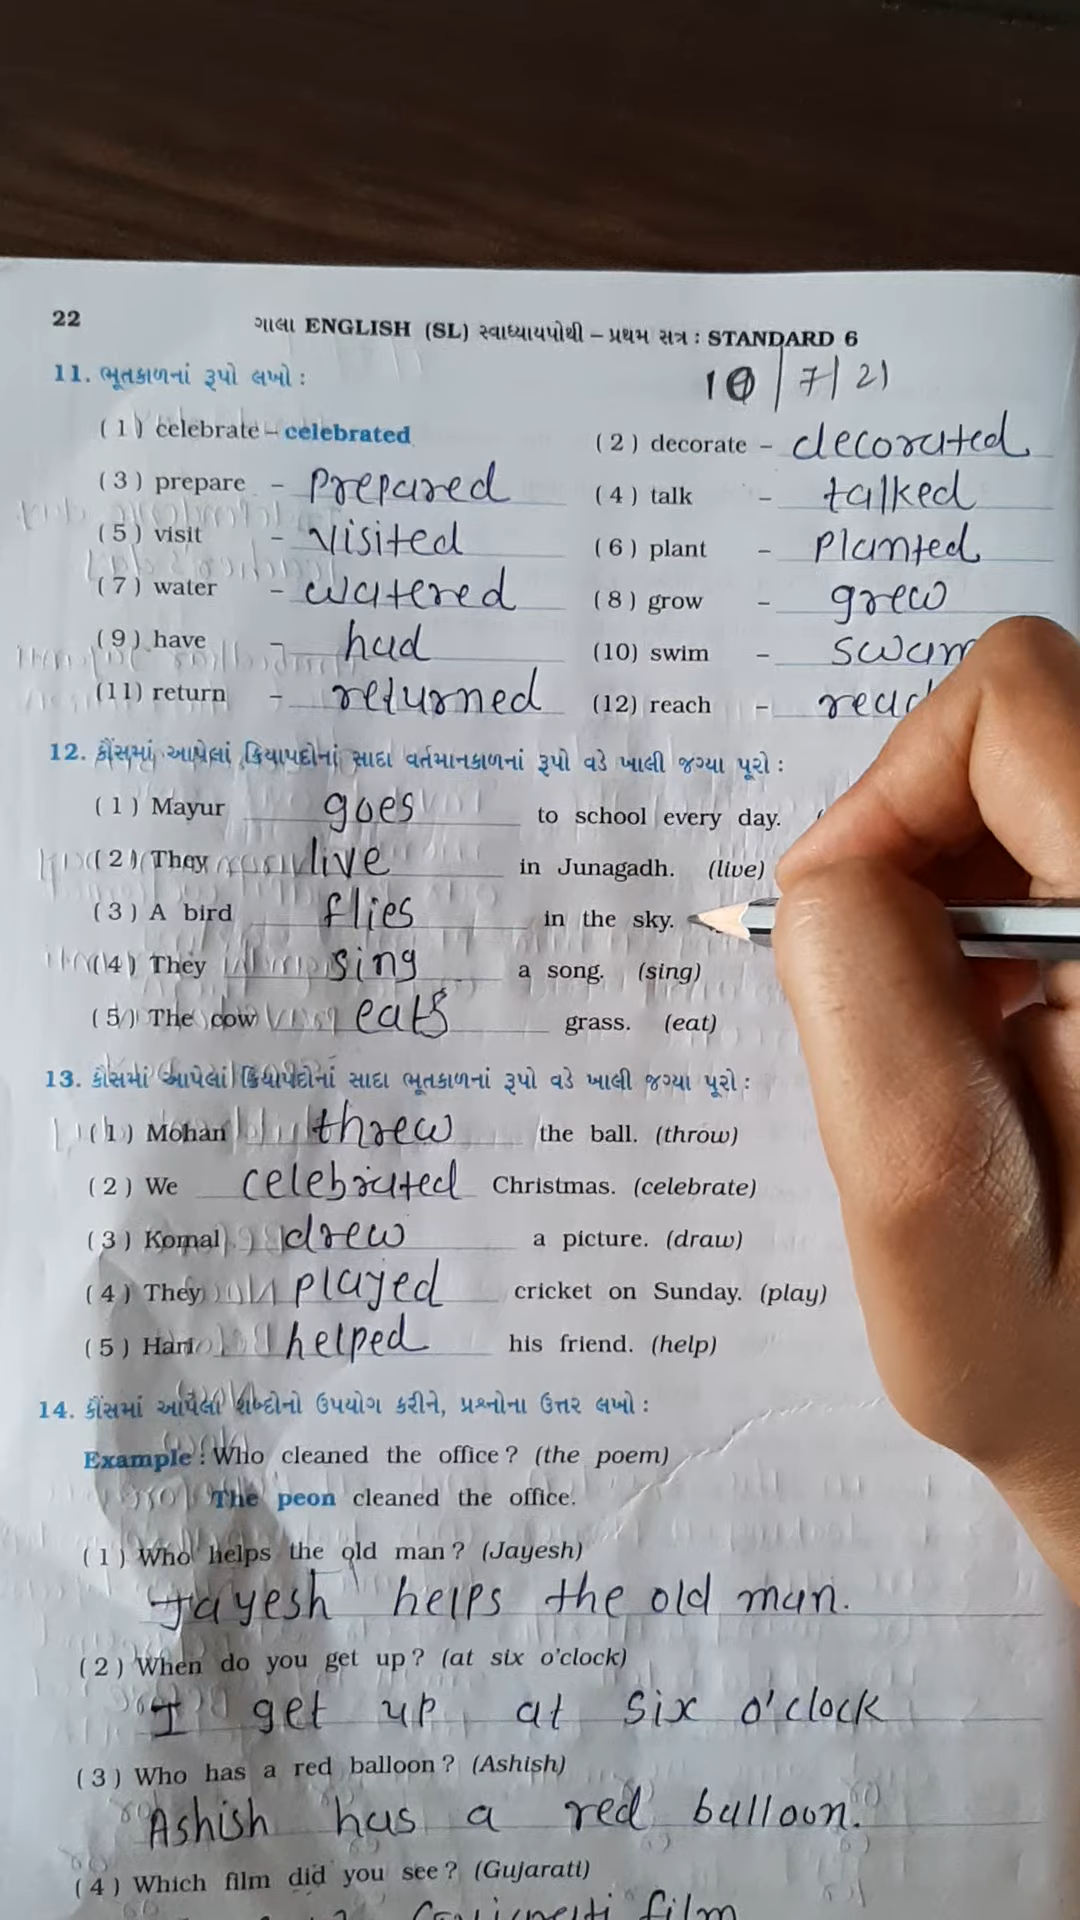 22 ગાલા ENGLISH (SL) સ્વાધ્યાયપોથી – પ્રથમ સત્ર : STANDARD 6
11. ભૂતકાળનાં રૂપો લખો : 10/7/21
(1) celebrate – celebrated (2) decorate – decorated
(3) prepare – prepared (4) talk – talked
(5) visit – visited (6) plant – planted
(7) water – watered (8) grow – grew
(9) have – had (10) swim – swam
(11) return – returned (12) reach –
12. કૌંસમાં આપેલાં ક્રિયાપદોનાં સાદા વર્તમાનકાળનાં રૂપો વડે ખાલી જગ્યા પૂરો :
(1) Mayur goes to school every day.
(2) They live in Junagadh. (live)
(3) A bird flies in the sky.
(4) They sing a song. (sing)
(5) The cow eats grass. (eat)
13. કૌંસમાં આપેલાં ક્રિયાપદોનાં સાદા ભૂતકાળનાં રૂપો વડે ખાલી જગ્યા પૂરો :
(1) Mohan threw the ball. (throw)
(2) We celebrated Christmas. (celebrate)
(3) Komal drew a picture. (draw)
(4) They played cricket on Sunday. (play)
(5) Hari helped his friend. (help)
14. કૌંસમાં આપેલા શબ્દોનો ઉપયોગ કરીને, પ્રશ્નોના ઉત્તર લખો :
Example : Who cleaned the office? (the poem)
The peon cleaned the office.
(1) Who helps the old man? (Jayesh)
Jayesh helps the old man.
(2) When do you get up? (at six o'clock)
I get up at six o'clock
(3) Who has a red balloon? (Ashish)
Ashish has a red balloon.
(4) Which film did you see? (Gujarati)
film